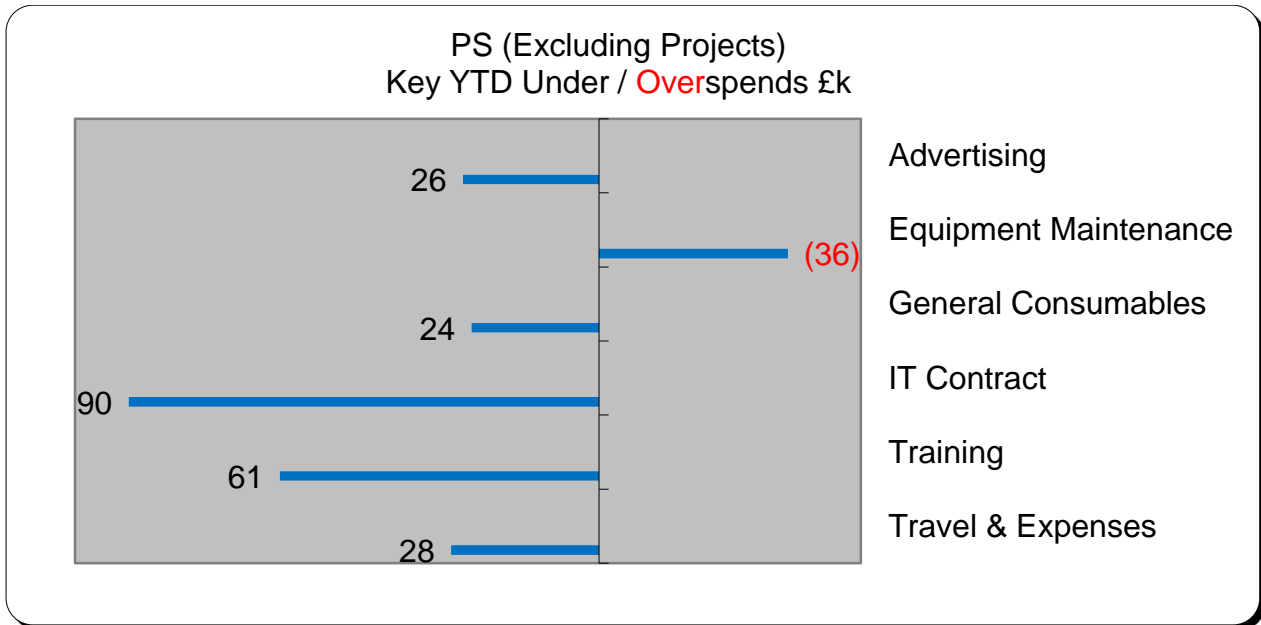 PS (Excluding Projects)
Key YTD Under / Overspends £k
Advertising
26
Equipment Maintenance
(36)
General Consumables
24
IT Contract
90
Training
61
Travel & Expenses
28